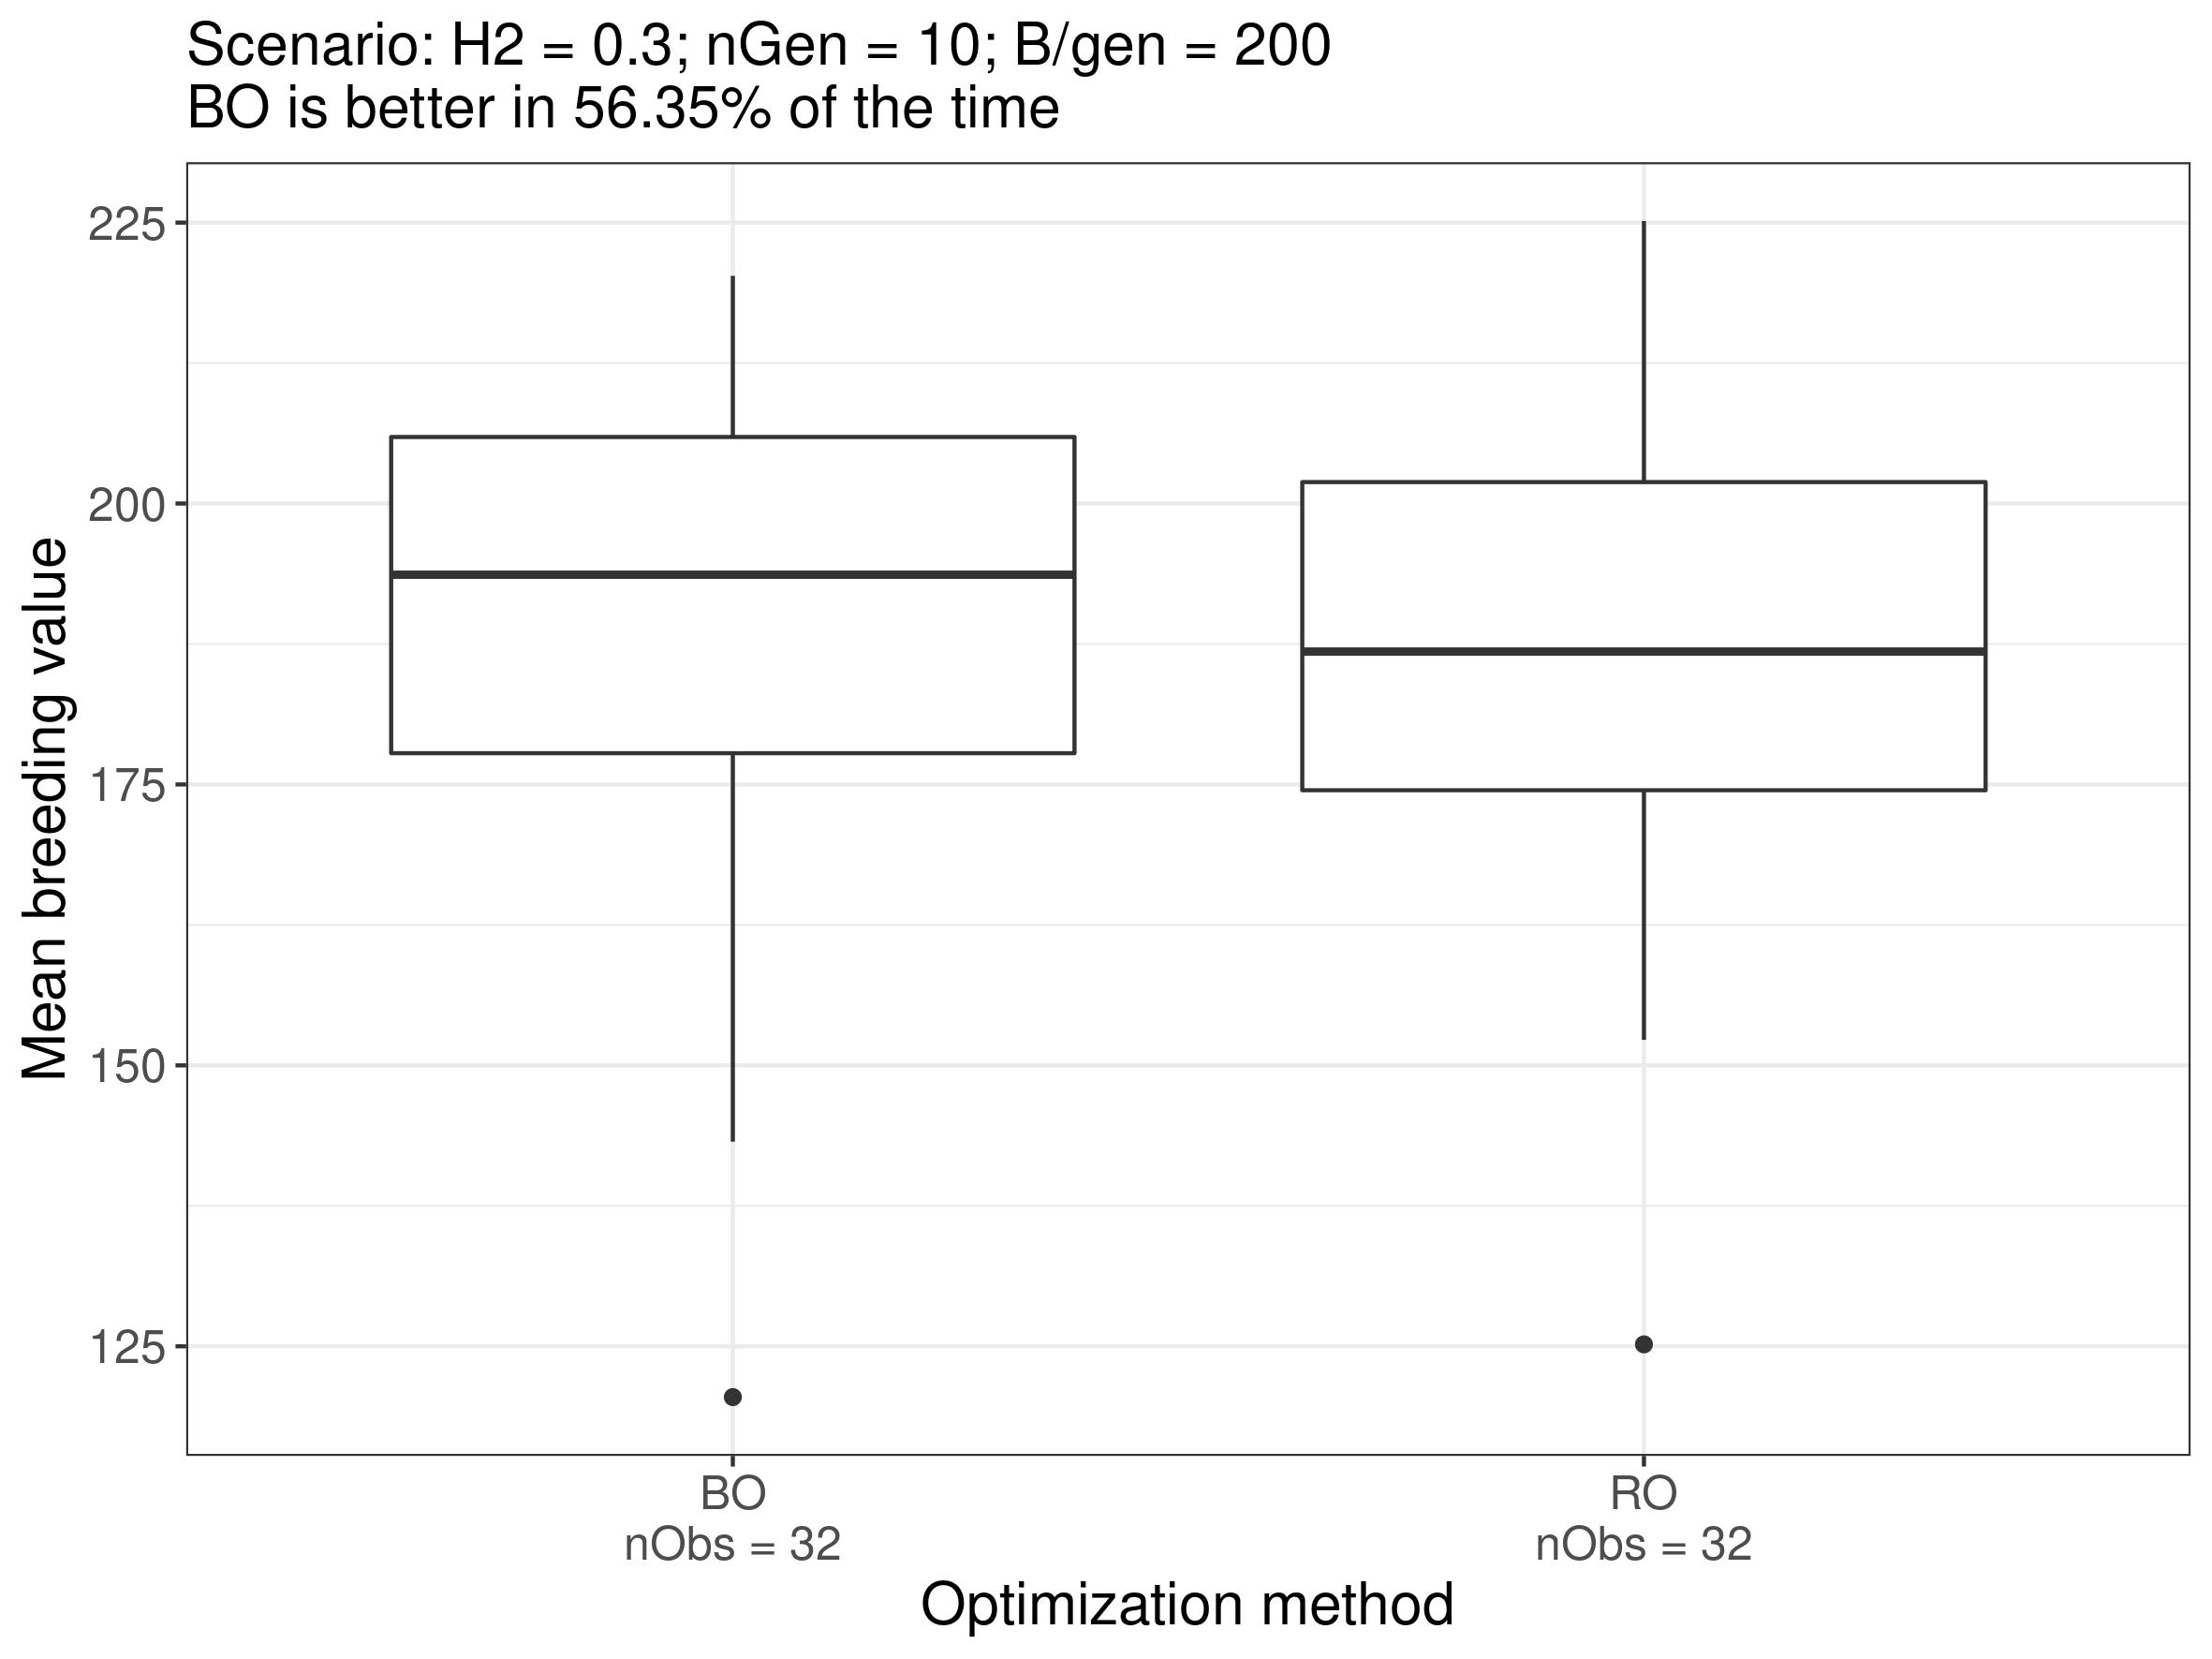 Scenario: H2 = 0.3; nGen = 10; B/gen = 200
BO is better in 56.35% of the time
Mean breeding value
225
200
175
150
125
BO
nObs = 32
RO
nObs = 32
Optimization method